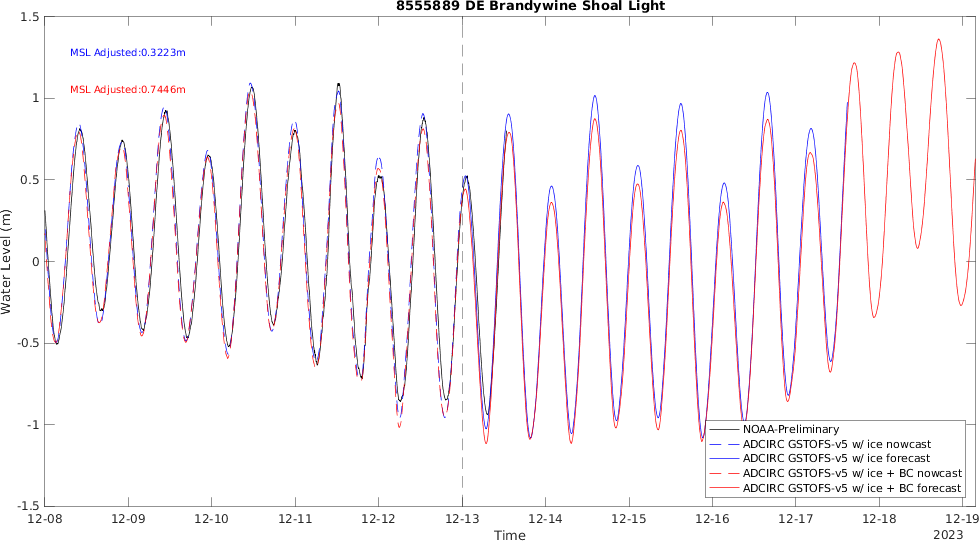 8555889 DE Brandywine Shoal Light
1.5
MSL Adjusted:0.3223m
MSL Adjusted:0.7446m
1
0.5
0
-0.5
-1
-1.5
Water Level (m)
NOAA-Preliminary
ADCIRC GSTOFS-v5 w/ ice nowcast
ADCIRC GSTOFS-v5 w/ ice forecast
ADCIRC GSTOFS-v5 w/ ice + BC nowcast
ADCIRC GSTOFS-v5 w/ ice + BC forecast
12-08 12-09 12-10 12-11 12-12 12-13 12-14 12-15 12-16 12-17 12-18 12-19
Time
2023